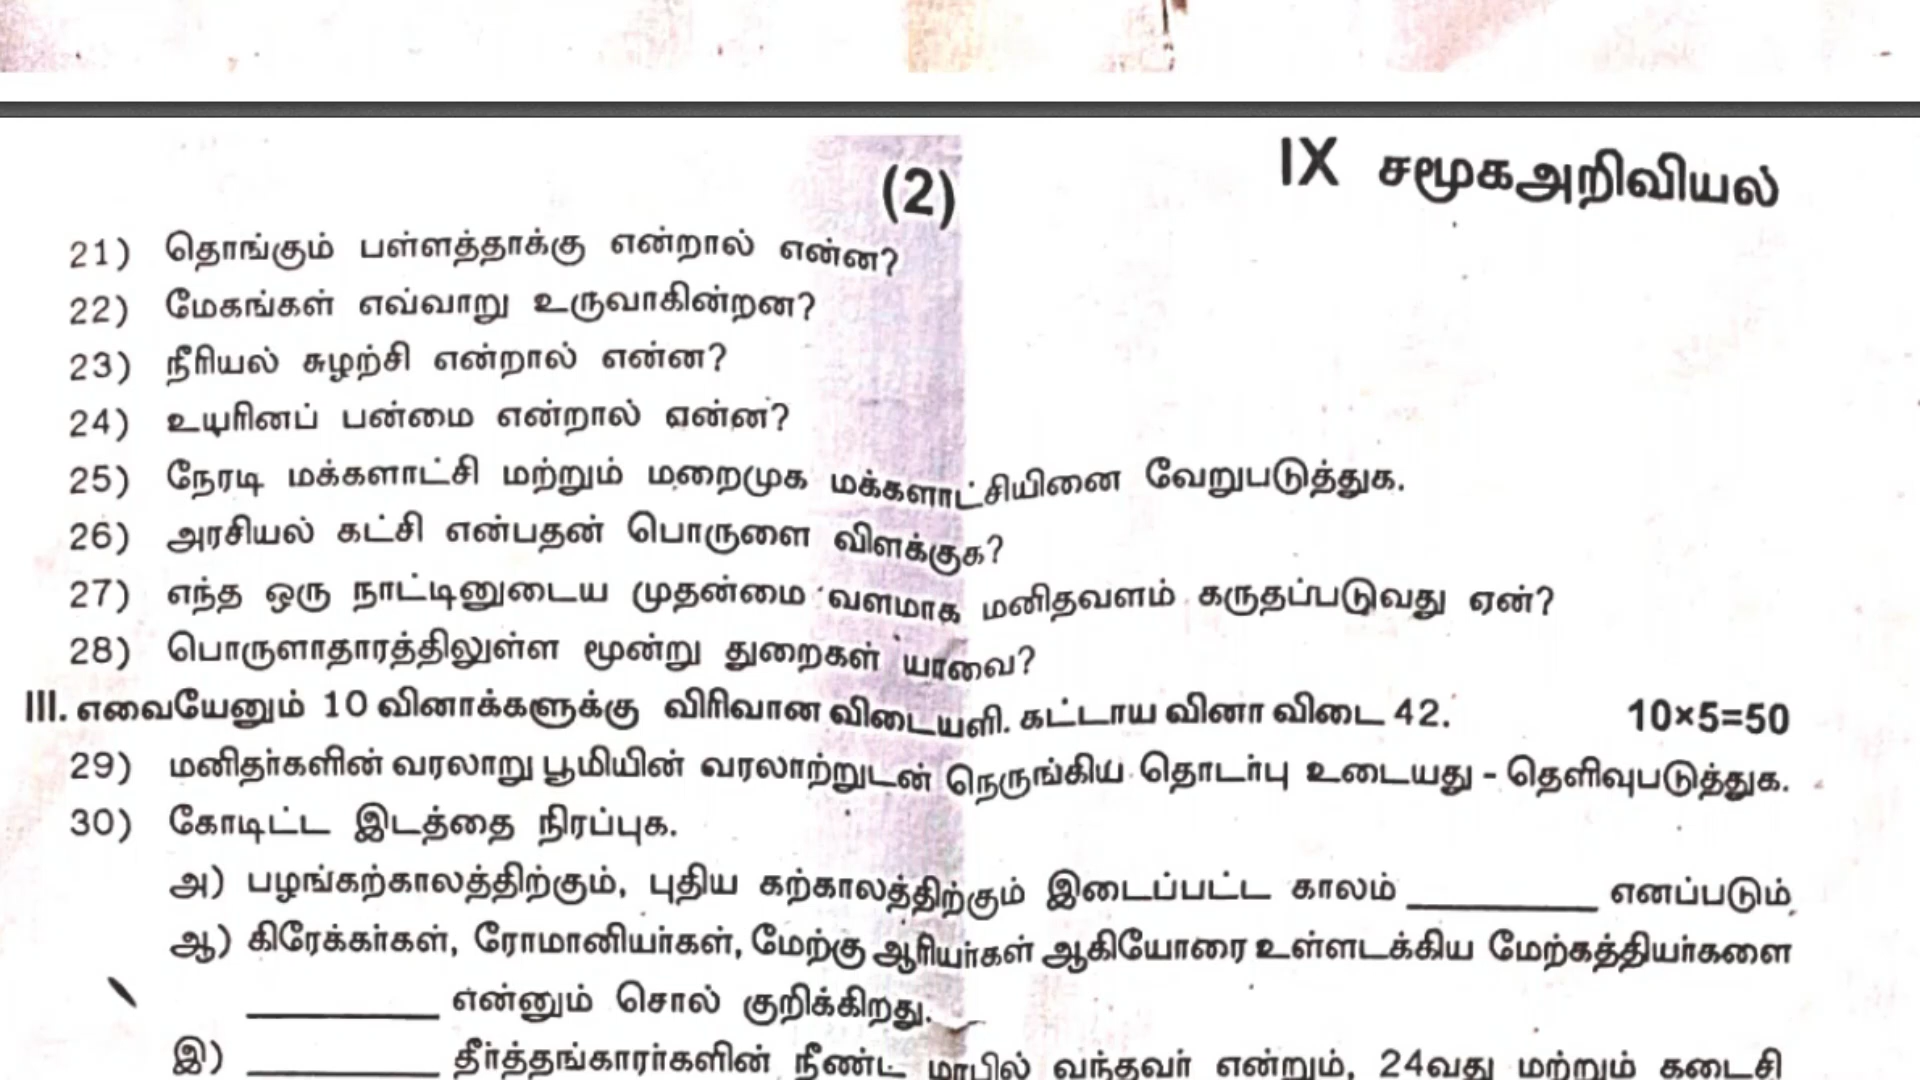 IX சமூகஅறிவியல்
(2)
21) தொங்கும் பள்ளத்தாக்கு என்றால் என்ன?
22) மேகங்கள் எவ்வாறு உருவாகின்றன?
23) நீரியல் சுழற்சி என்றால் என்ன?
24) உயரினப் பன்மை என்றால் என்ன?
25) நேரடி மக்களாட்சி மற்றும் மறைமுக மக்களாட்சியினை வேறுபடுத்துக.
26) அரசியல் கட்சி என்பதன் பொருளை விளக்குக?
27) எந்த ஒரு நாட்டினுடைய முதன்மை வளமாக மனிதவளம் கருதப்படுவது ஏன்?
28) பொருளாதாரத்திலுள்ள மூன்று துறைகள் யாவை?
III. எவையேனும் 10 வினாக்களுக்கு விரிவான விடையளி. கட்டாய வினா விடை 42. 10×5=50
29) மனிதர்களின் வரலாறு பூமியின் வரலாற்றுடன் நெருங்கிய தொடர்பு உடையது - தெளிவுபடுத்துக.
30) கோடிட்ட இடத்தை நிரப்புக.
அ) பழங்கற்காலத்திற்கும், புதிய கற்காலத்திற்கும் இடைப்பட்ட காலம் ________ எனப்படும்.
ஆ) கிரேக்கர்கள், ரோமானியர்கள், மேற்கு ஆரியர்கள் ஆகியோரை உள்ளடக்கிய மேற்கத்தியர்களை
________ என்னும் சொல் குறிக்கிறது.
இ) ________ தீர்த்தங்காரர்களின் நீண்ட மரபில் வந்தவர் என்றும், 24வது மற்றும் கடைசி